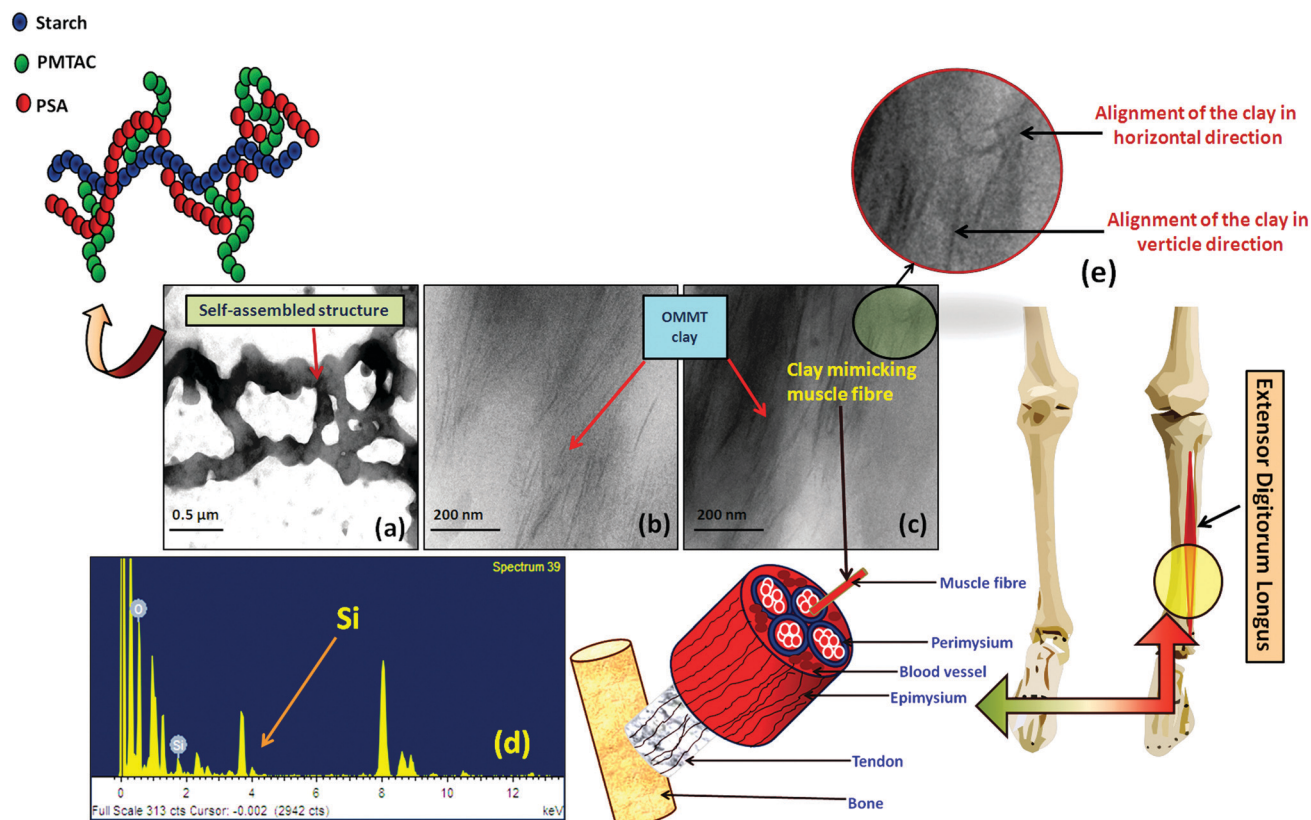 Starch
PMTAC
PSA
Alignment of the clay in
horizontal direction
Alignment of the clay in
verticle direction
(e)
Self-assembled structure
OMMT
clay
Clay mimicking
muscle fibre
0.5 µm
(a)
200 nm
(b)
200 nm
(c)
Extensor Digitorum Longus
Spectrum 39
O
Si
Si
(d)
0 2 4 6 8 10 12
Full Scale 313 cts Cursor: -0.002 (2942 cts)
keV
Muscle fibre
Perimysium
Blood vessel
Epimysium
Tendon
Bone